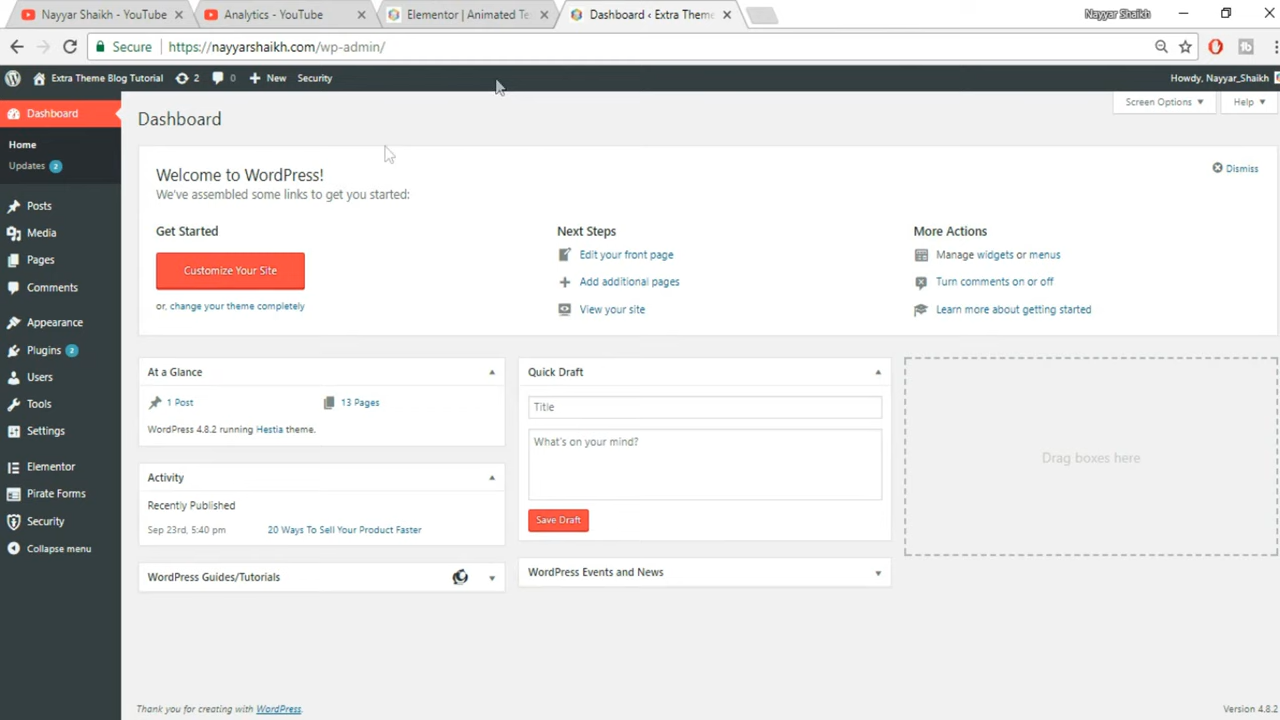 Nayyar Shaikh - YouTube
Analytics - YouTube
Elementor | Animated Te
Dashboard ‹ Extra Theme
Nayyar Shaikh
Secure
https://nayyarshaikh.com/wp-admin/
Extra Theme Blog Tutorial
2
0
New
Security
Howdy, Nayyar_Shaikh
Dashboard
Home
Updates 2
Posts
Media
Pages
Comments
Appearance
Plugins 2
Users
Tools
Settings
Elementor
Pirate Forms
Security
Collapse menu
Dashboard
Screen Options
Help
Welcome to WordPress!
We've assembled some links to get you started:
Dismiss
Get Started
Customize Your Site
or, change your theme completely
Next Steps
Edit your front page
Add additional pages
View your site
More Actions
Manage widgets or menus
Turn comments on or off
Learn more about getting started
At a Glance
1 Post
13 Pages
WordPress 4.8.2 running Hestia theme.
Activity
Recently Published
Sep 23rd, 5:40 pm
20 Ways To Sell Your Product Faster
WordPress Guides/Tutorials
Quick Draft
Title
What's on your mind?
Save Draft
WordPress Events and News
Drag boxes here
Thank you for creating with WordPress.
Version 4.8.2